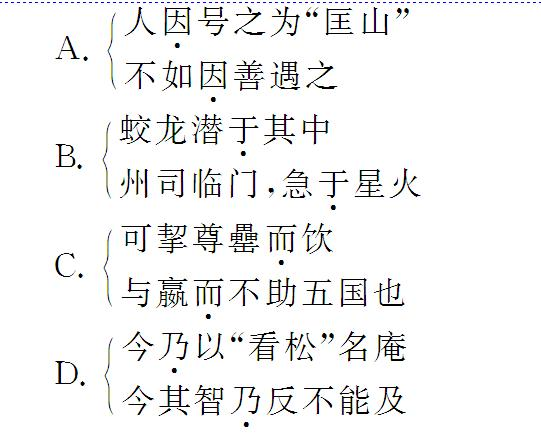 A. 人因号之为“匡山”
不如因善遇之
B. 蛟龙潜于其中
州司临门,急于星火
C. 可挈尊罍而饮
与嬴而不助五国也
D. 今乃以“看松”名庵
今其智乃反不能及